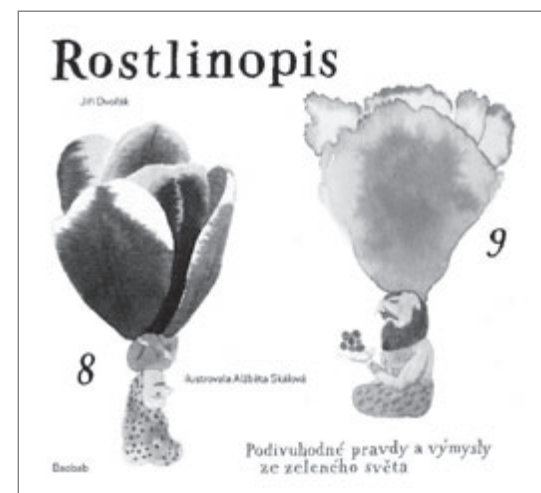 Rostlinopis
Jiří Dvořák
9
8
ilustrovala Alžběta Skálová
Podivuhodné pravdy a výmysly
ze zeleného světa
Baobab